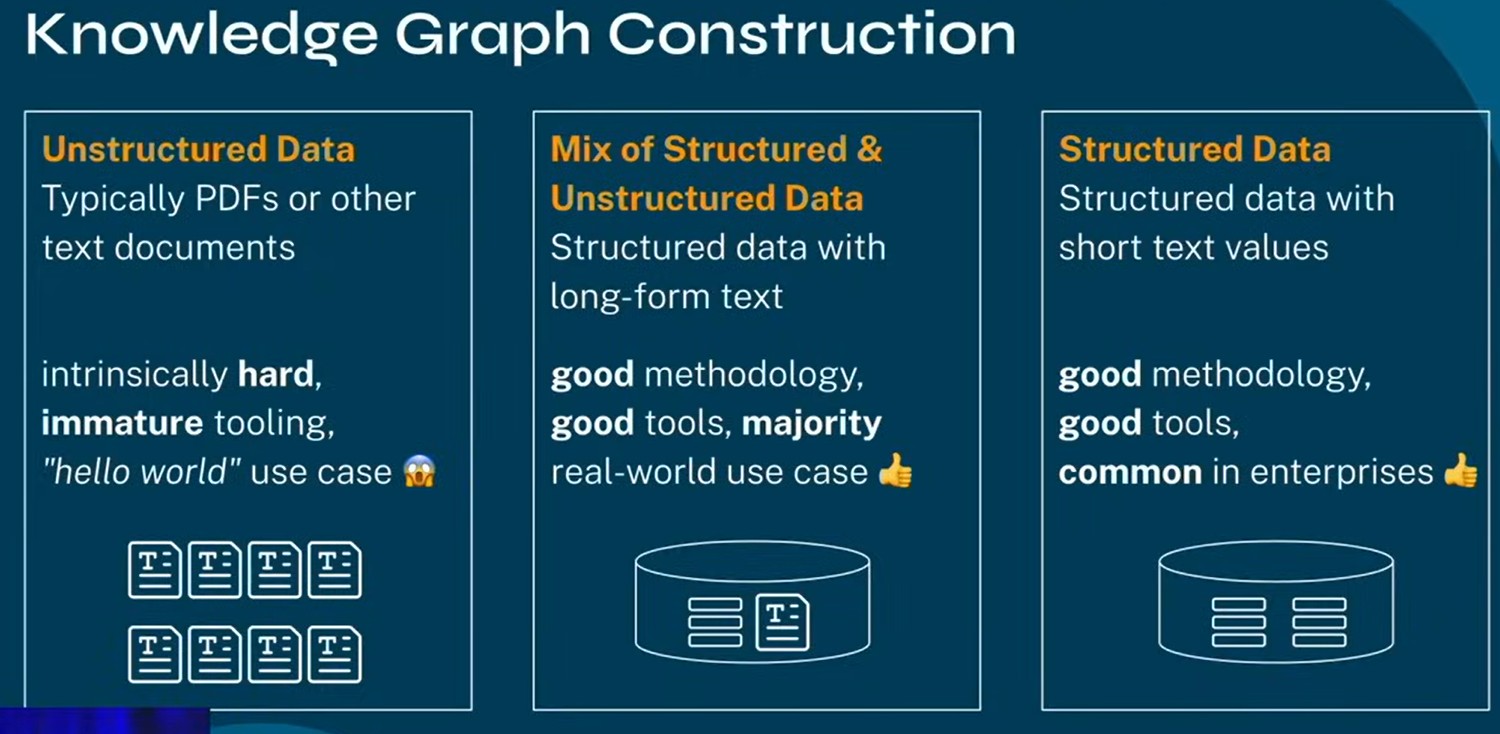 Knowledge Graph Construction
Unstructured Data
Typically PDFs or other
text documents
intrinsically hard,
immature tooling,
"hello world" use case 😱
T
T
T
T
T
T
T
T
Mix of Structured &
Unstructured Data
Structured data with
long-form text
good methodology,
good tools, majority
real-world use case 👍
T
Structured Data
Structured data with
short text values
good methodology,
good tools,
common in enterprises 👍